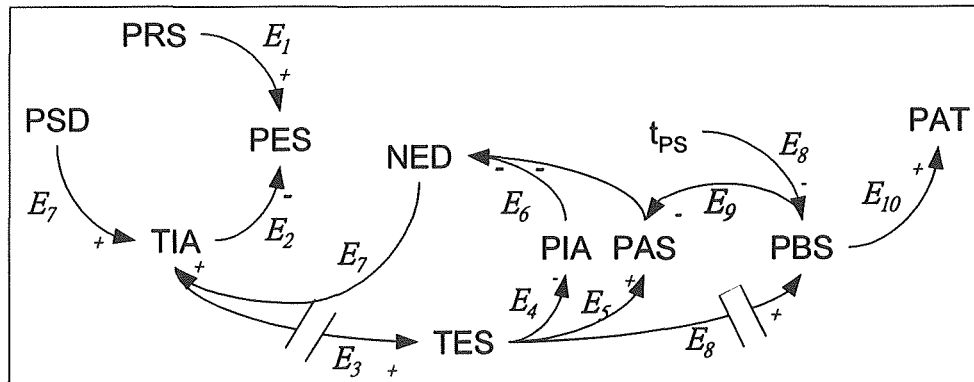 PRS E1 +
PSD PES tPS E8 PAT
NED - - E6 - +
E7 + - E2 - E9 E10
TIA + E7 PIA PAS PBS
- E4 + E5 +
E3 + TES E8